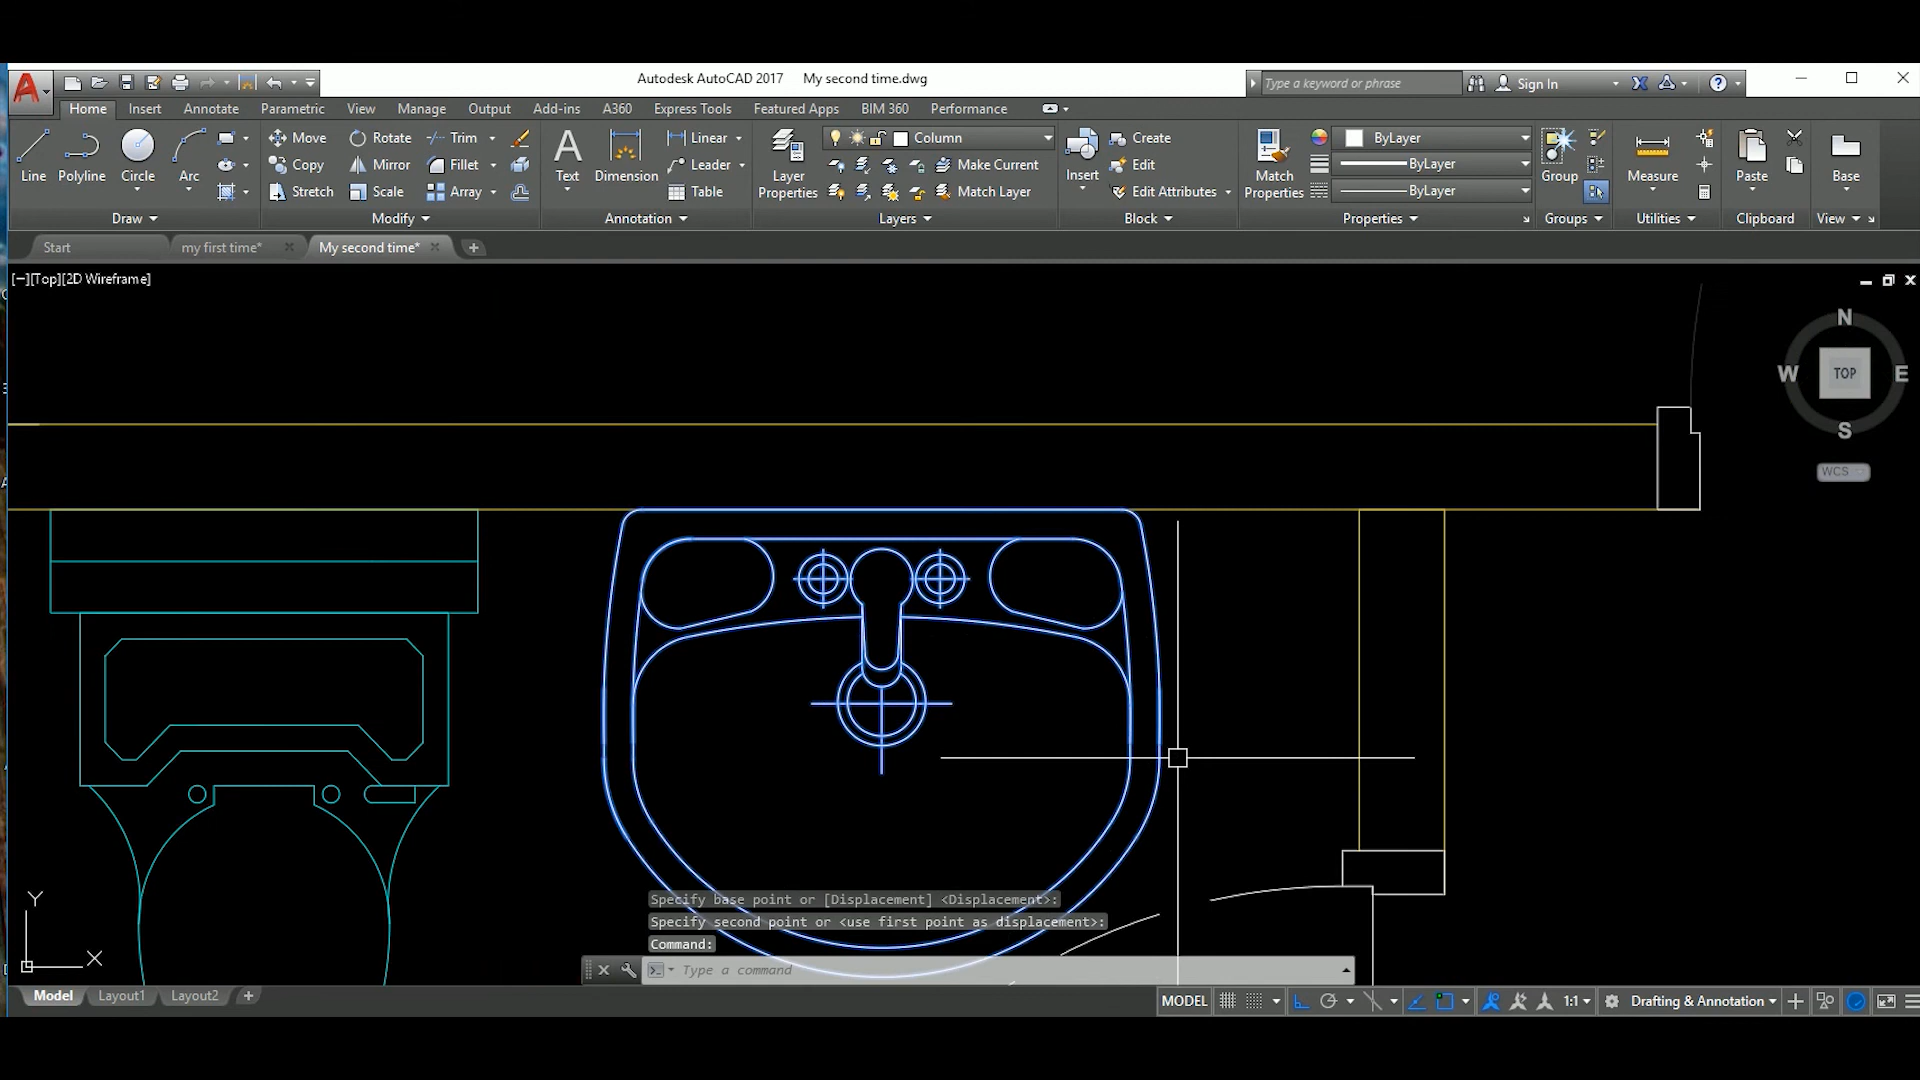 Autodesk AutoCAD 2017 My second time.dwg
Type a keyword or phrase
Sign In
Home Insert Annotate Parametric View Manage Output Add-ins A360 Express Tools Featured Apps BIM 360 Performance
Line Polyline Circle Arc
Draw
Move Rotate Trim
Copy Mirror Fillet
Stretch Scale Array
Modify
Text Dimension
Linear
Leader
Table
Annotation
Layer Properties
Column
Make Current
Match Layer
Layers
Insert
Create
Edit
Edit Attributes
Block
Match Properties
ByLayer
ByLayer
ByLayer
Properties
Group
Groups
Measure
Utilities
Paste
Clipboard
Base
View
Start my first time* My second time*
[−][Top][2D Wireframe]
N
W TOP E
S
WCS
Y
X
Specify base point or [Displacement] <Displacement>:
Specify second point or <use first point as displacement>:
Command:
Type a command
Model Layout1 Layout2
MODEL 1:1 Drafting & Annotation